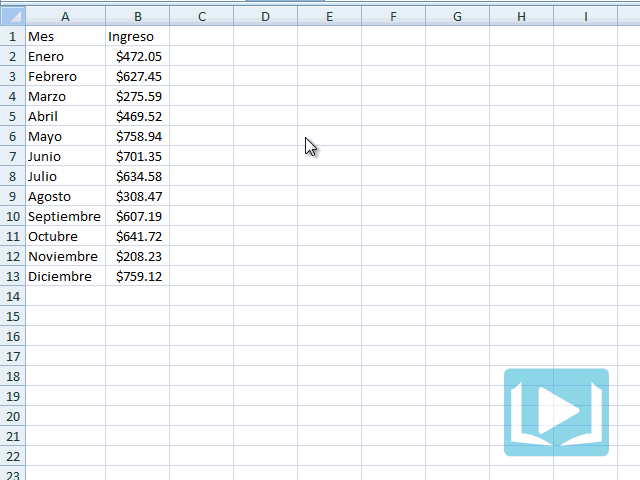 A B C D E F G H I
1 Mes Ingreso
2 Enero $472.05
3 Febrero $627.45
4 Marzo $275.59
5 Abril $469.52
6 Mayo $758.94
7 Junio $701.35
8 Julio $634.58
9 Agosto $308.47
10 Septiembre $607.19
11 Octubre $641.72
12 Noviembre $208.23
13 Diciembre $759.12
14
15
16
17
18
19
20
21
22
23